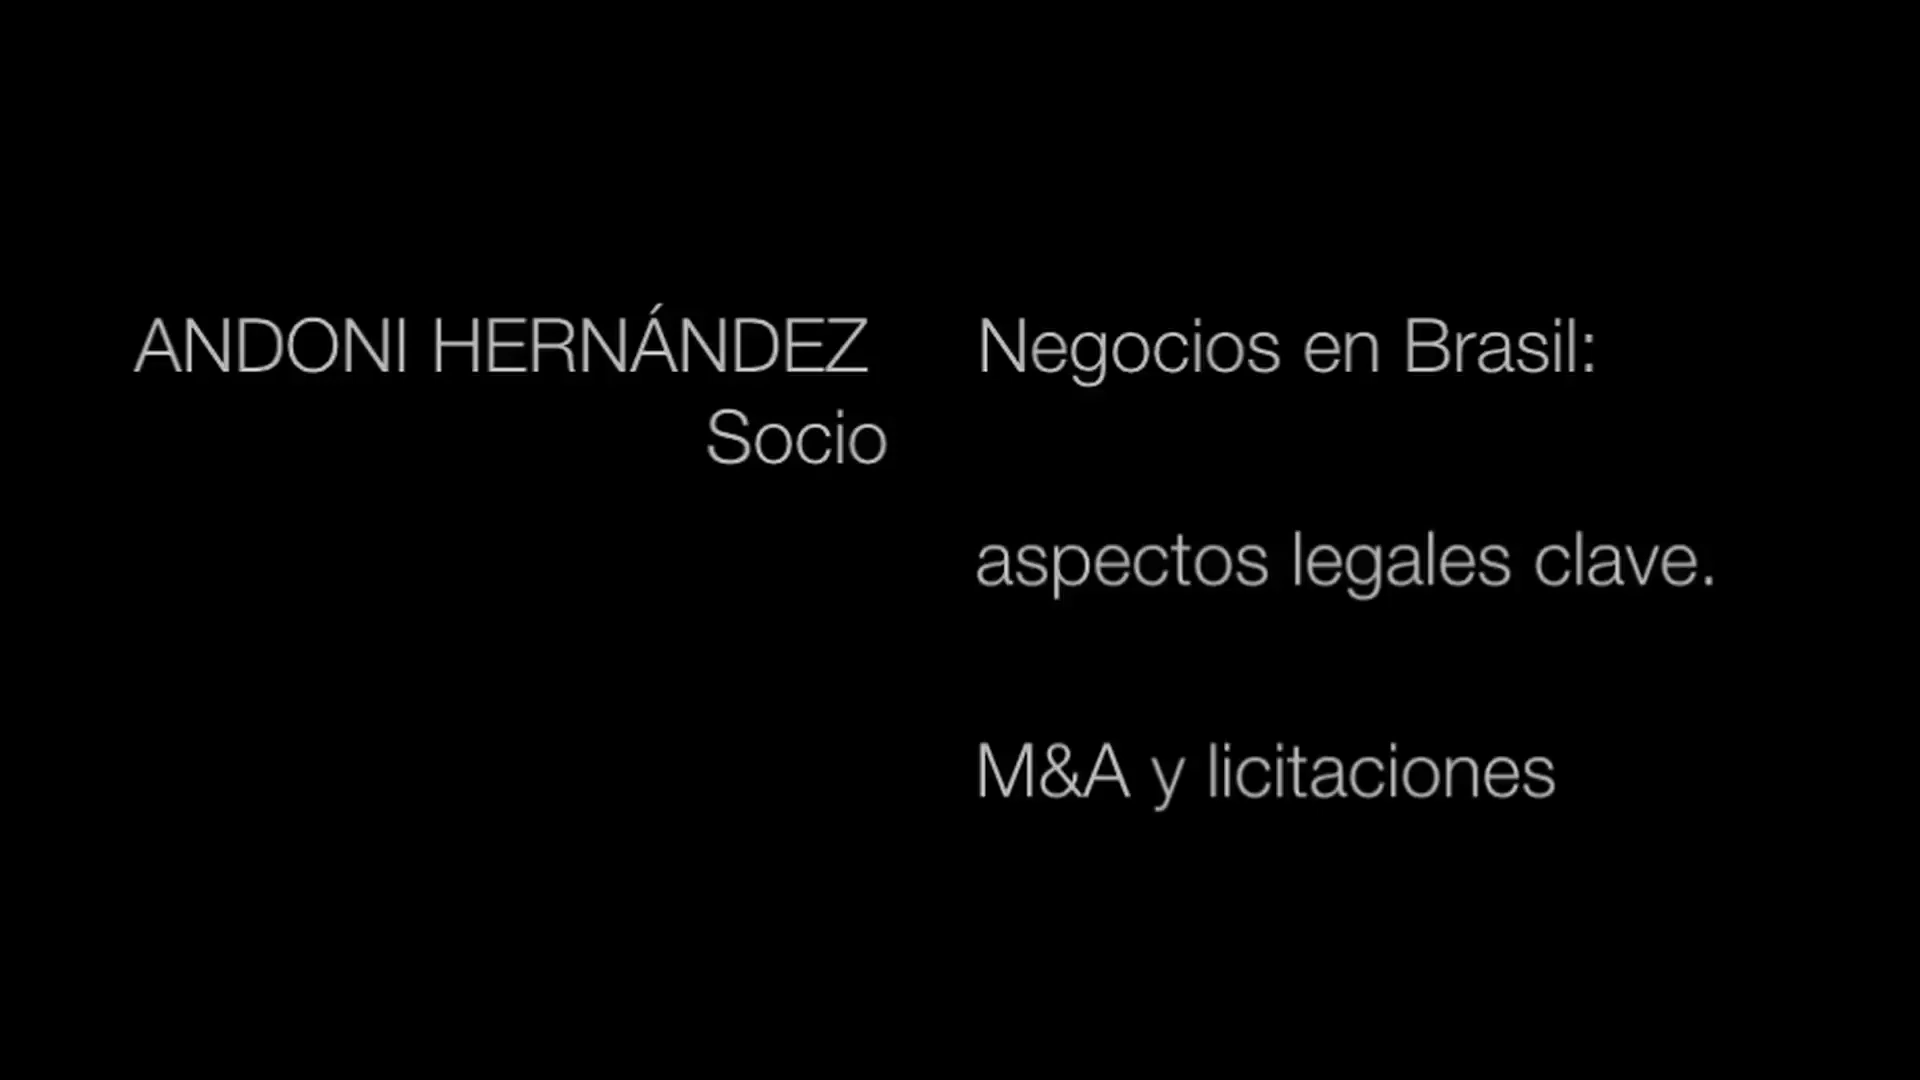 ANDONI HERNÁNDEZ
Socio
Negocios en Brasil:
aspectos legales clave.
M&A y licitaciones